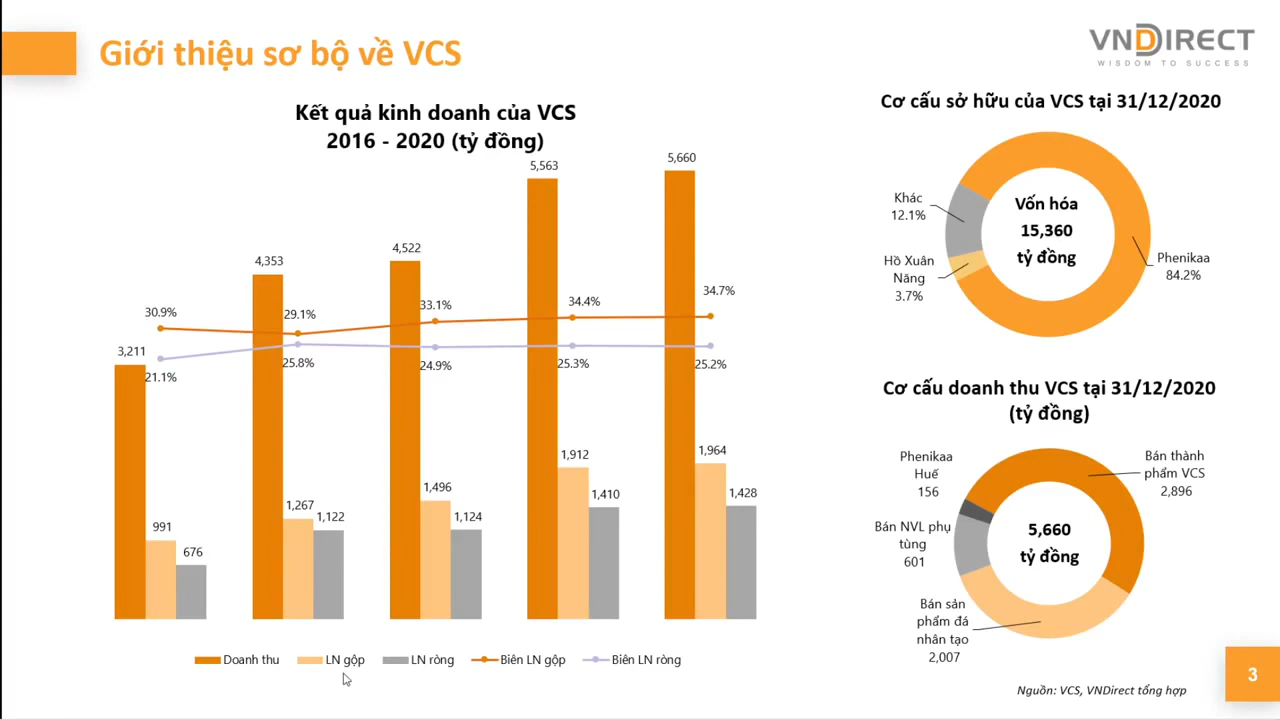 Giới thiệu sơ bộ về VCS
VNDIRECT
WISDOM TO SUCCESS
Kết quả kinh doanh của VCS
2016 - 2020 (tỷ đồng)
3,211
4,353
4,522
5,563
5,660
30.9%
29.1%
33.1%
34.4%
34.7%
21.1%
25.8%
24.9%
25.3%
25.2%
991
1,267
1,496
1,912
1,964
676
1,122
1,124
1,410
1,428
Doanh thu
LN gộp
LN ròng
Biên LN gộp
Biên LN ròng
Cơ cấu sở hữu của VCS tại 31/12/2020
Khác
12.1%
Hồ Xuân
Năng
3.7%
Vốn hóa
15,360
tỷ đồng
Phenikaa
84.2%
Cơ cấu doanh thu VCS tại 31/12/2020
(tỷ đồng)
Phenikaa
Huế
156
Bán thành
phẩm VCS
2,896
Bán NVL phụ
tùng
601
5,660
tỷ đồng
Bán sản
phẩm đá
nhân tạo
2,007
Nguồn: VCS, VNDirect tổng hợp
3